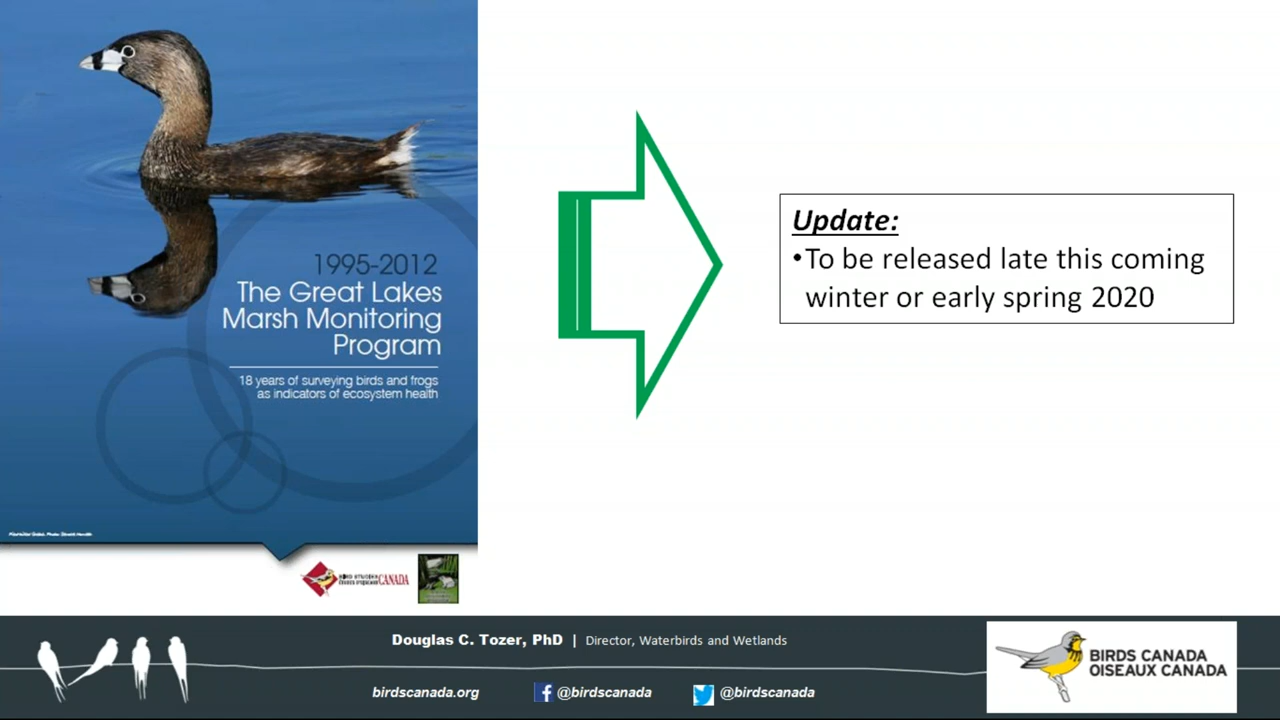 1995-2012
The Great Lakes
Marsh Monitoring
Program
18 years of surveying birds and frogs
as indicators of ecosystem health
CANADA
Update:
•To be released late this coming
winter or early spring 2020
Douglas C. Tozer, PhD | Director, Waterbirds and Wetlands
birdscanada.org @birdscanada @birdscanada
BIRDS CANADA
OISEAUX CANADA